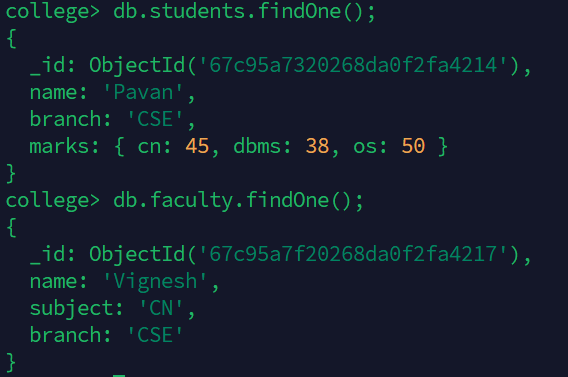 college> db.students.findOne();
{
  _id: ObjectId('67c95a7320268da0f2fa4214'),
  name: 'Pavan',
  branch: 'CSE',
  marks: { cn: 45, dbms: 38, os: 50 }
}
college> db.faculty.findOne();
{
  _id: ObjectId('67c95a7f20268da0f2fa4217'),
  name: 'Vignesh',
  subject: 'CN',
  branch: 'CSE'
}